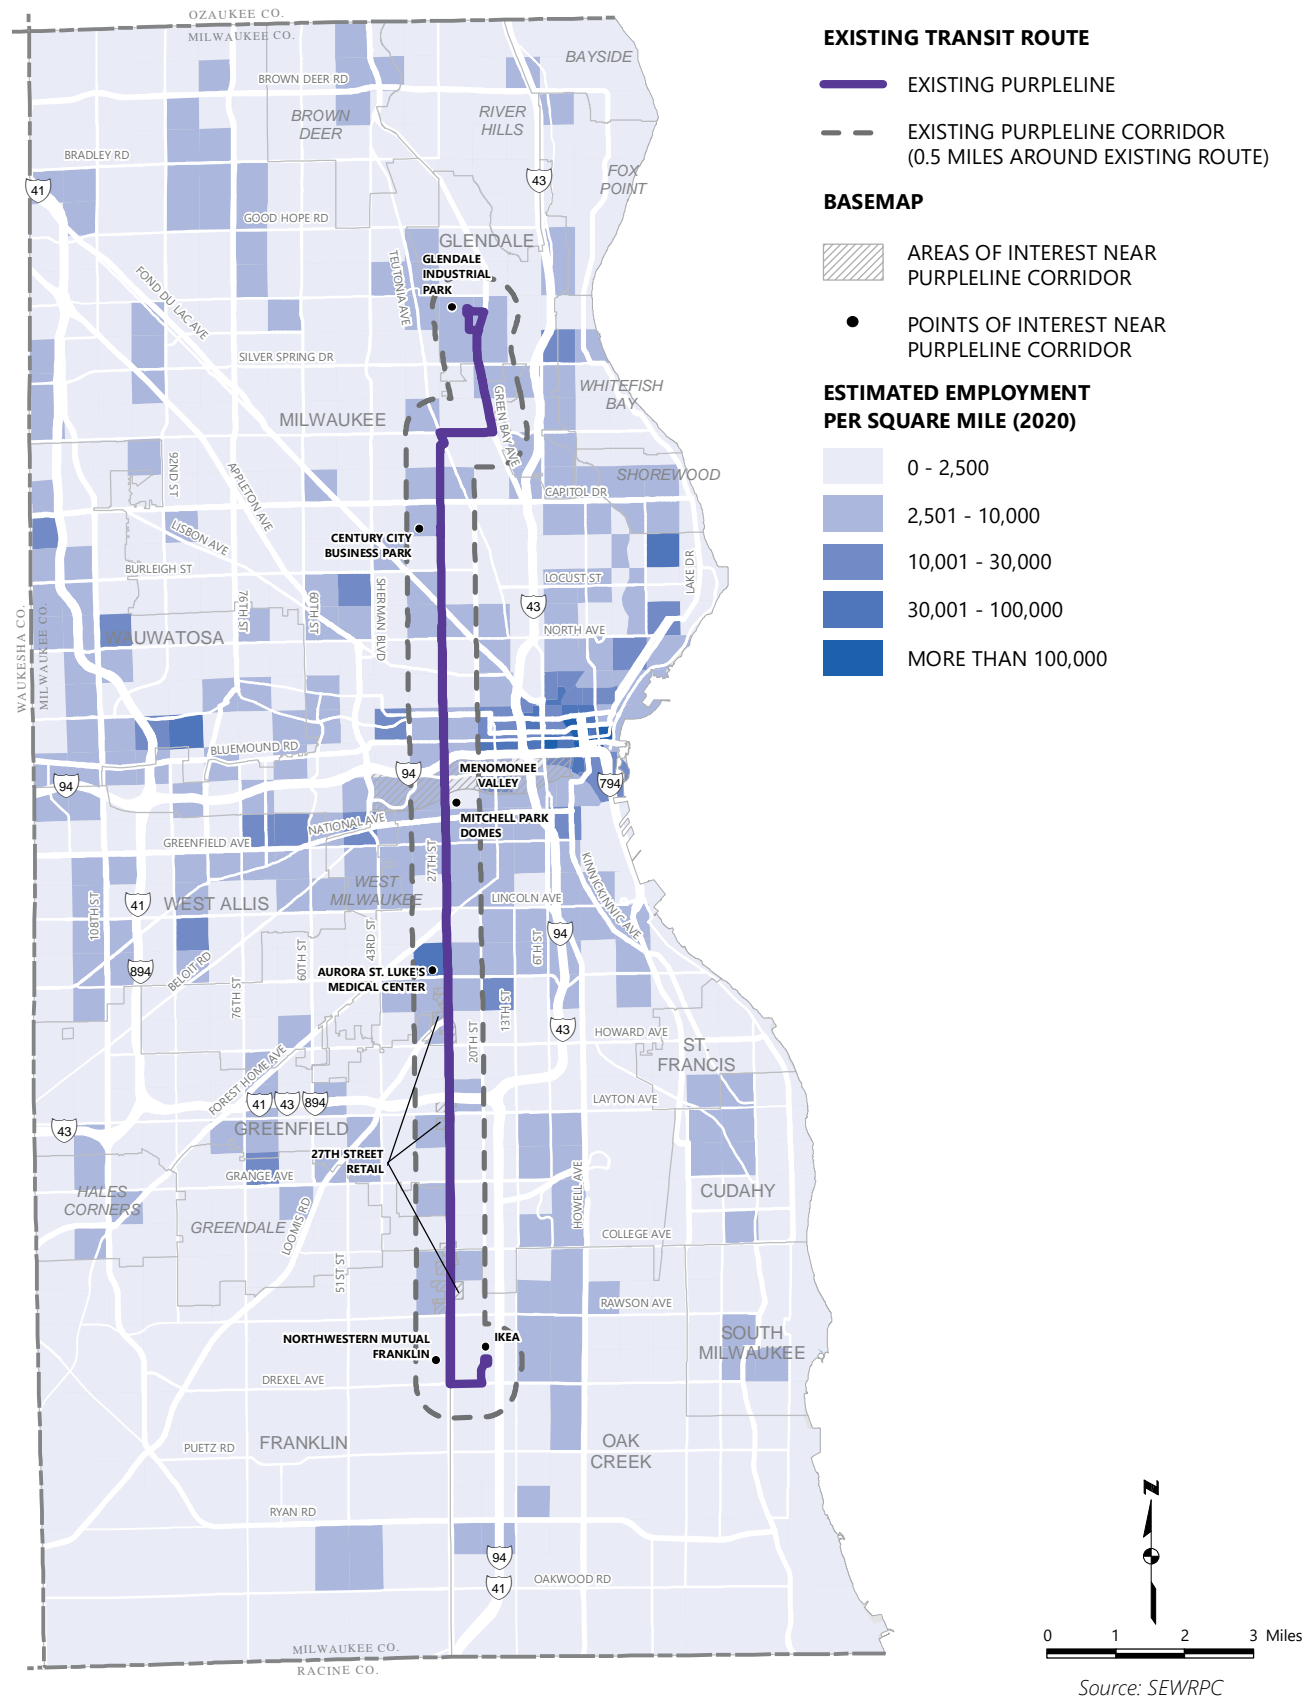 OZAUKEE CO.
MILWAUKEE CO.
BAYSIDE
BROWN DEER RD
BROWN
DEER
RIVER
HILLS
BRADLEY RD
FOX
POINT
41
43
GOOD HOPE RD
GLENDALE
TEUTONIA AVE
GLENDALE
INDUSTRIAL
PARK
FOND DU LAC AVE
SILVER SPRING DR
WHITEFISH
BAY
GREEN BAY AVE
MILWAUKEE
92ND ST
APPLETON AVE
SHOREWOOD
CAPITOL DR
LISBON AVE
CENTURY CITY
BUSINESS PARK
BURLEIGH ST
LOCUST ST
LAKE DR
76TH ST
60TH ST
SHERMAN BLVD
43
WAUKESHA CO.
MILWAUKEE CO.
WAUWATOSA
NORTH AVE
BLUEMOUND RD
94
94
MENOMONEE
VALLEY
794
MITCHELL PARK
DOMES
NATIONAL AVE
GREENFIELD AVE
27TH ST
KINNICKINNIC AVE
WEST
MILWAUKEE
108TH ST
41
WEST ALLIS
LINCOLN AVE
43RD ST
60TH ST
6TH ST
94
894
BELOIT RD
76TH ST
AURORA ST. LUKE'S
MEDICAL CENTER
13TH ST
20TH ST
43
HOWARD AVE
ST.
FRANCIS
FOREST HOME AVE
41
43
894
LAYTON AVE
43
GREENFIELD
27TH STREET
RETAIL
GRANGE AVE
HALES
CORNERS
GREENDALE
LOOMIS RD
HOWELL AVE
CUDAHY
COLLEGE AVE
51ST ST
RAWSON AVE
NORTHWESTERN MUTUAL
FRANKLIN
IKEA
SOUTH
MILWAUKEE
DREXEL AVE
PUETZ RD
FRANKLIN
OAK
CREEK
RYAN RD
94
41
OAKWOOD RD
MILWAUKEE CO.
RACINE CO.
EXISTING TRANSIT ROUTE
EXISTING PURPLELINE
EXISTING PURPLELINE CORRIDOR
(0.5 MILES AROUND EXISTING ROUTE)
BASEMAP
AREAS OF INTEREST NEAR
PURPLELINE CORRIDOR
POINTS OF INTEREST NEAR
PURPLELINE CORRIDOR
ESTIMATED EMPLOYMENT
PER SQUARE MILE (2020)
0 - 2,500
2,501 - 10,000
10,001 - 30,000
30,001 - 100,000
MORE THAN 100,000
N
0 1 2 3 Miles
Source: SEWRPC